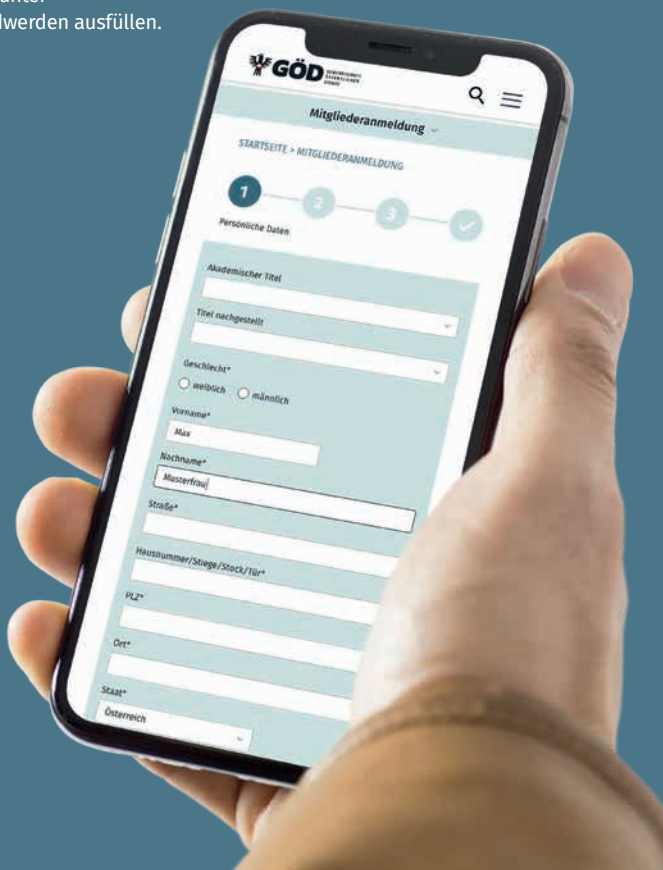 dwerden ausfüllen.
GÖD
Mitgliederanmeldung
STARTSEITE > MITGLIEDERANMELDUNG
1 2 3
Persönliche Daten
Akademischer Titel
Titel nachgestellt
Geschlecht*
weiblich männlich
Vorname*
Max
Nachname*
Musterfrau
Straße*
Hausnummer/Stiege/Stock/Tür*
PLZ*
Ort*
Staat*
Österreich